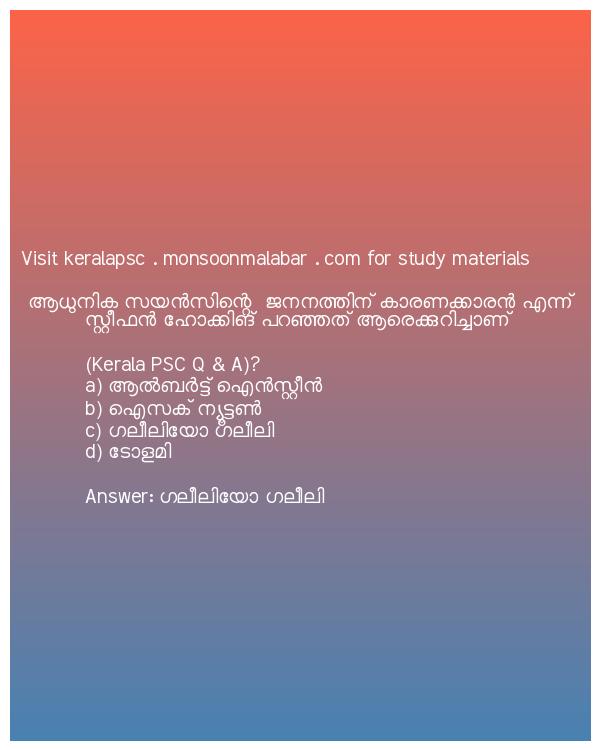 Visit keralapsc . monsoonmalabar . com for study materials
ആധുനിക സയൻസിന്റെ ജനനത്തിന് കാരണക്കാരൻ എന്ന്
സ്റ്റീഫൻ ഹോക്കിങ് പറഞ്ഞത് ആരെക്കുറിച്ചാണ്
(Kerala PSC Q & A)?
a) ആൽബർട്ട് ഐൻസ്റ്റീൻ
b) ഐസക് ന്യൂട്ടൺ
c) ഗലീലിയോ ഗലീലി
d) ടോളമി
Answer: ഗലീലിയോ ഗലീലി